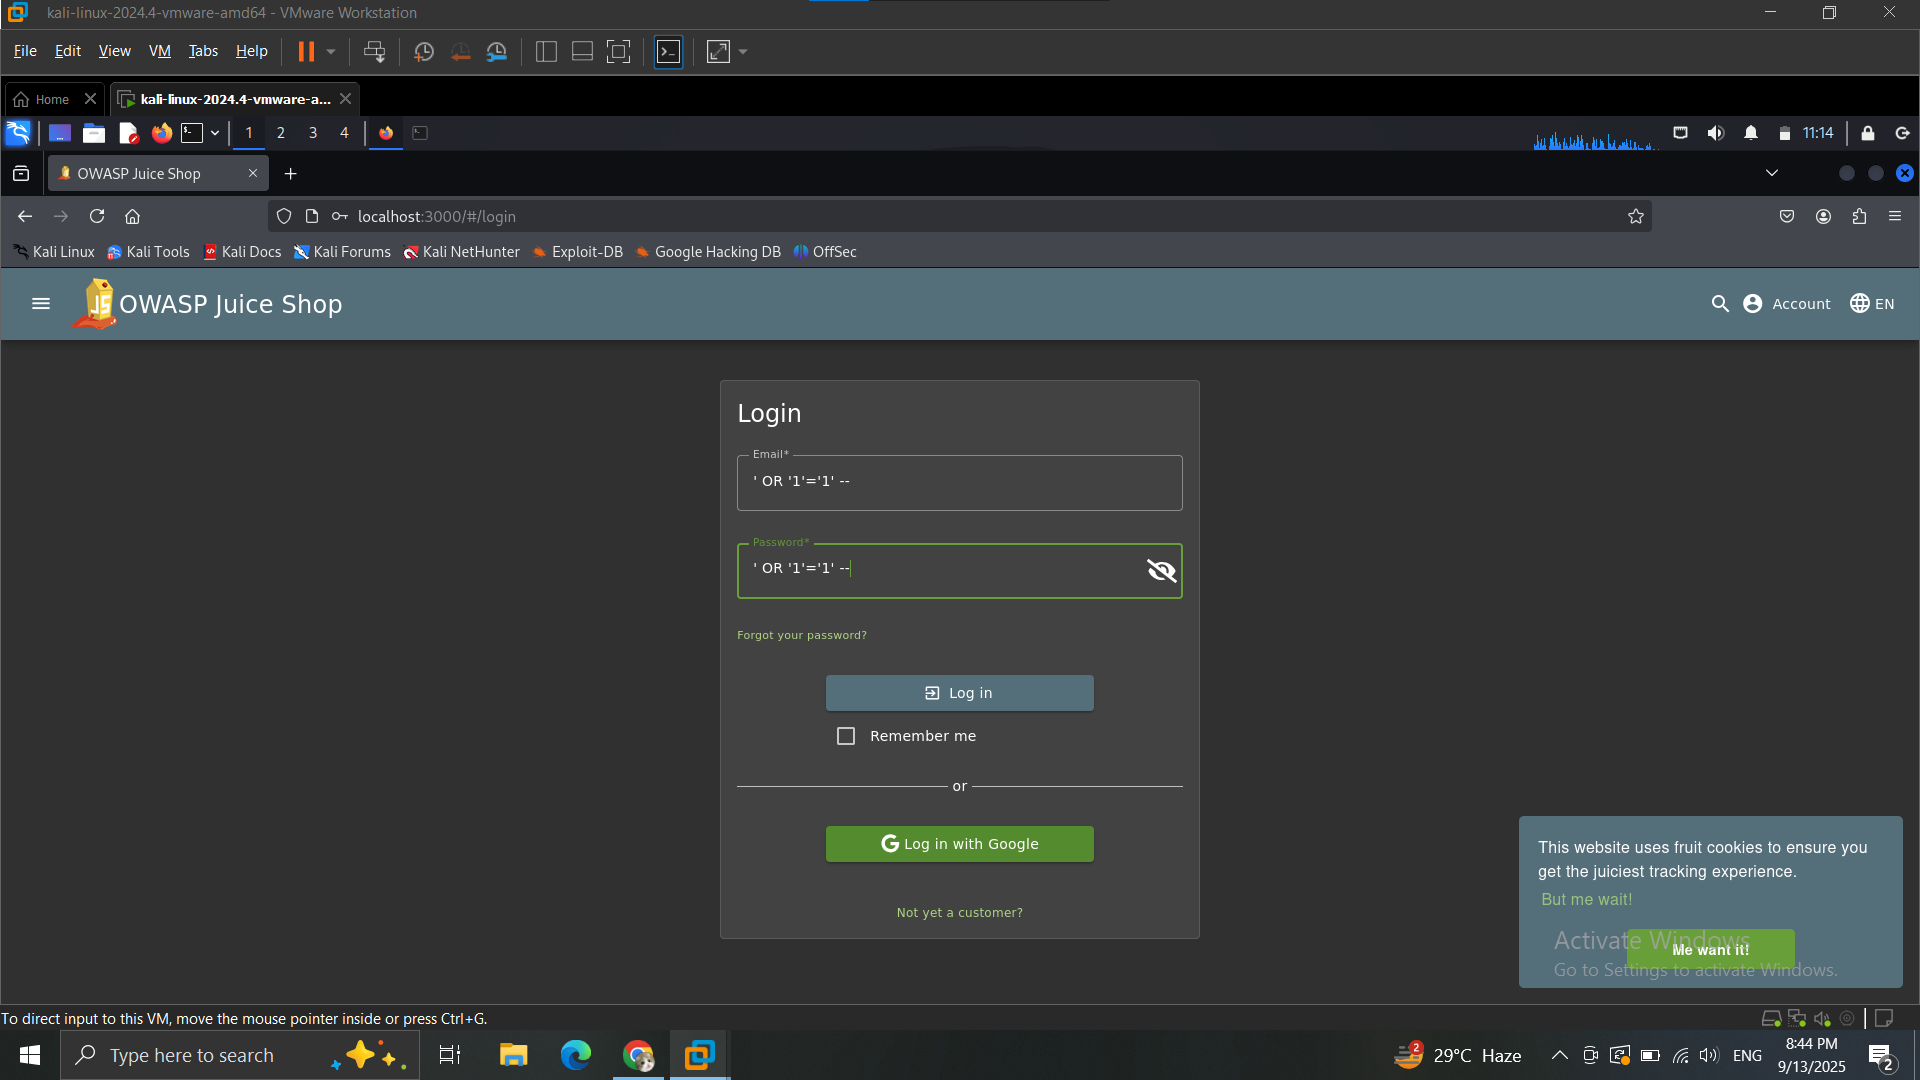 kali-linux-2024.4-vmware-amd64 - VMware Workstation
File Edit View VM Tabs Help
Home kali-linux-2024.4-vmware-a...
1 2 3 4 11:14
OWASP Juice Shop
localhost:3000/#/login
Kali Linux Kali Tools Kali Docs Kali Forums Kali NetHunter Exploit-DB Google Hacking DB OffSec
JS OWASP Juice Shop Account EN
Login
Email*
' OR '1'='1' --
Password*
' OR '1'='1' --
Forgot your password?
Log in
Remember me
or
G Log in with Google
Not yet a customer?
This website uses fruit cookies to ensure you
get the juiciest tracking experience.
But me wait!
Me want it!
Activate Windows
Go to Settings to activate Windows.
To direct input to this VM, move the mouse pointer inside or press Ctrl+G.
Type here to search
2 29°C Haze ENG 8:44 PM
9/13/2025 2